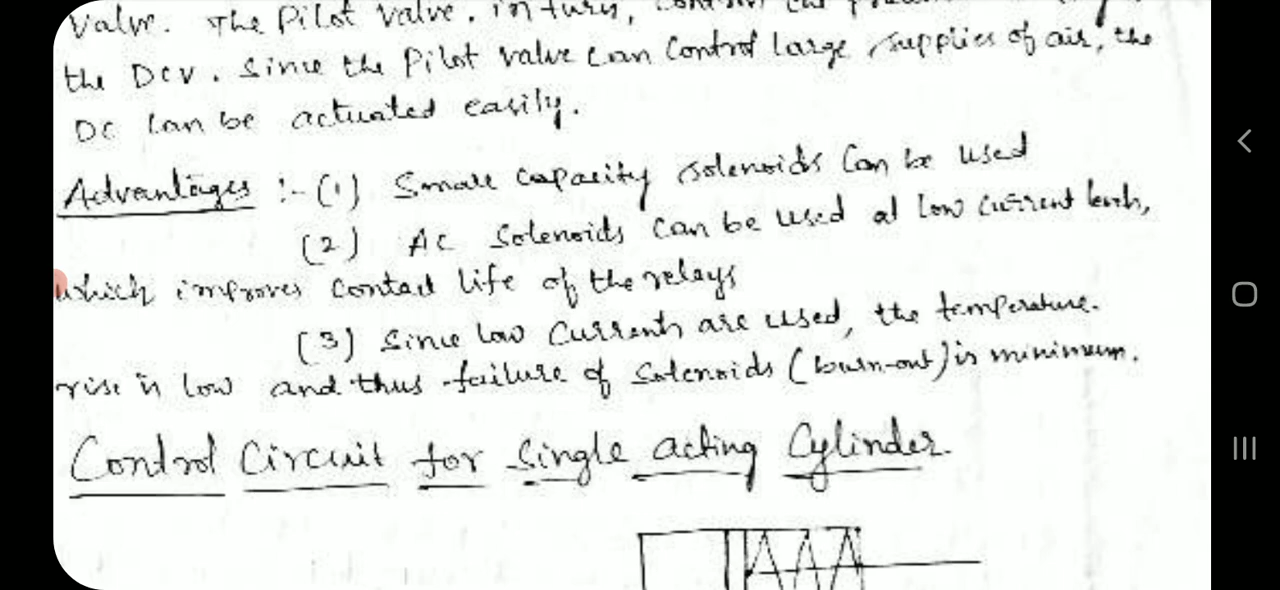 Valve. The Pilot valve. in turn, control the
the DCV. Since the Pilot valve can control large supplies of air, the
DC can be actuated easily.
Advantages :- (1) Small capacity solenoids can be used
(2) AC Solenoids can be used at low current levels,
which improves contact life of the relays
(3) Since low currents are used, the temperature.
rise is low and thus failure of solenoids (burn-out) is minimum.
Control Circuit for Single acting Cylinder